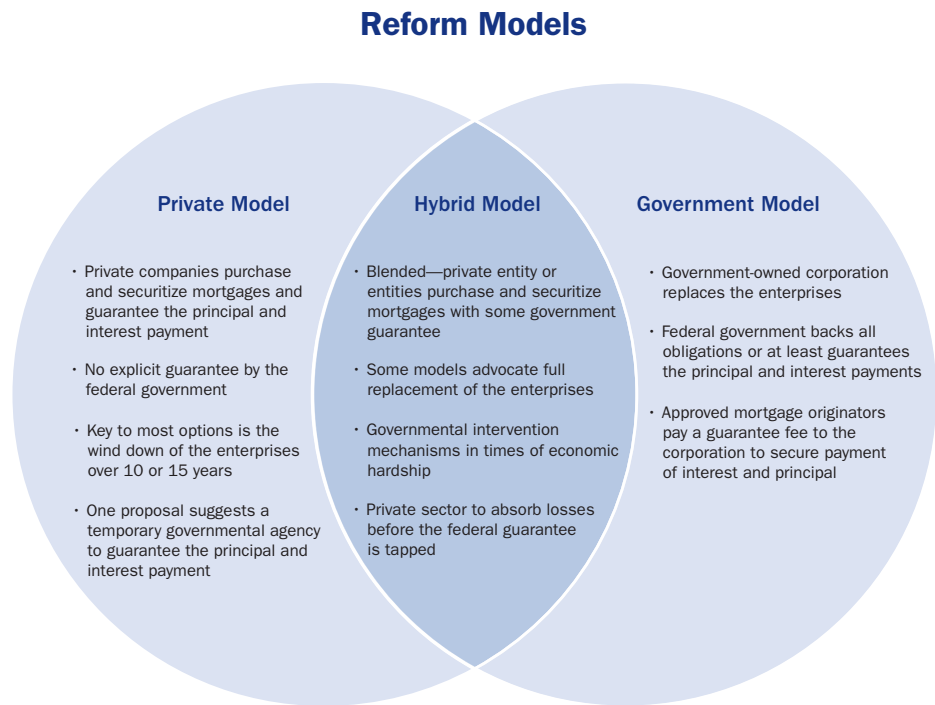 Reform Models
Private Model
· Private companies purchase
and securitize mortgages and
guarantee the principal and
interest payment
· No explicit guarantee by the
federal government
· Key to most options is the
wind down of the enterprises
over 10 or 15 years
· One proposal suggests a
temporary governmental agency
to guarantee the principal and
interest payment
Hybrid Model
· Blended—private entity or
entities purchase and securitize
mortgages with some government
guarantee
· Some models advocate full
replacement of the enterprises
· Governmental intervention
mechanisms in times of economic
hardship
· Private sector to absorb losses
before the federal guarantee
is tapped
Government Model
· Government-owned corporation
replaces the enterprises
· Federal government backs all
obligations or at least guarantees
the principal and interest payments
· Approved mortgage originators
pay a guarantee fee to the
corporation to secure payment
of interest and principal